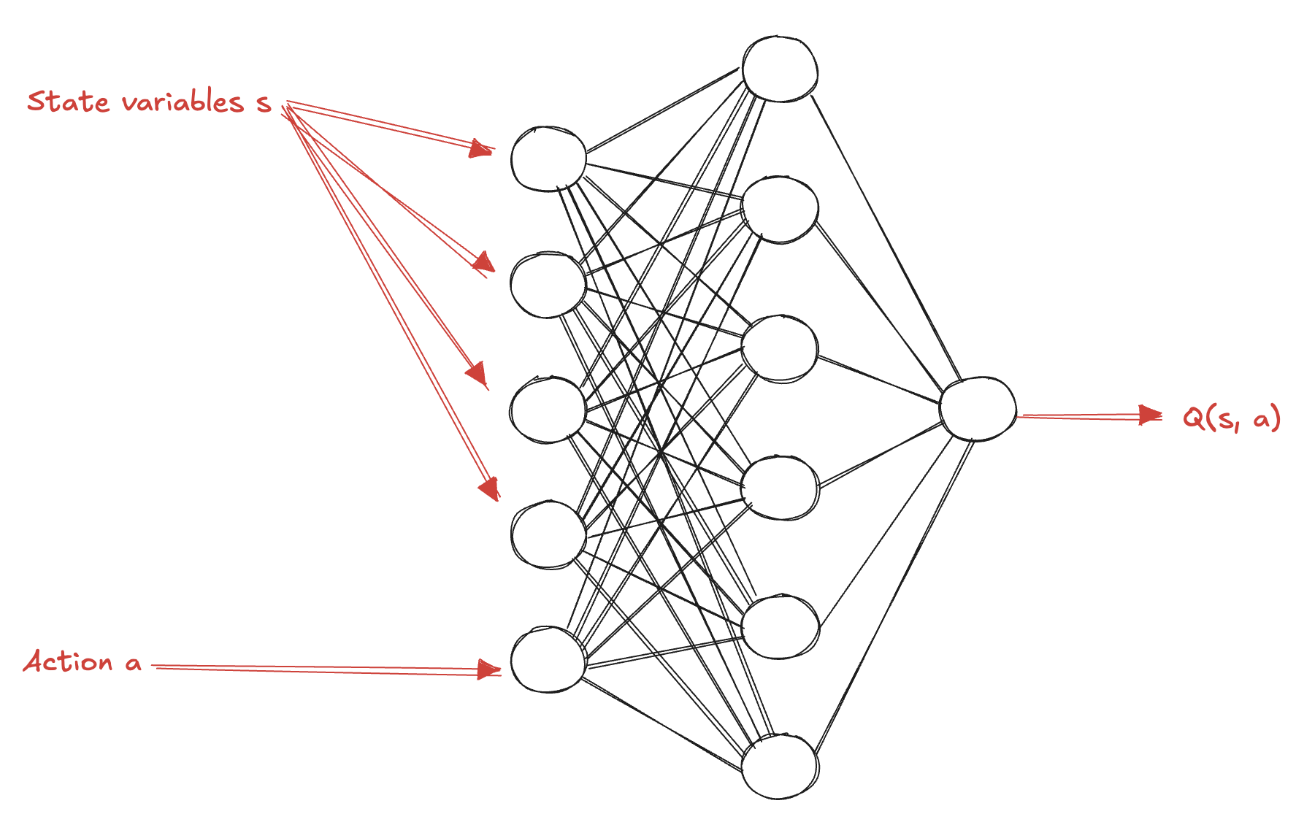 State variables s
Q(s, a)
Action a